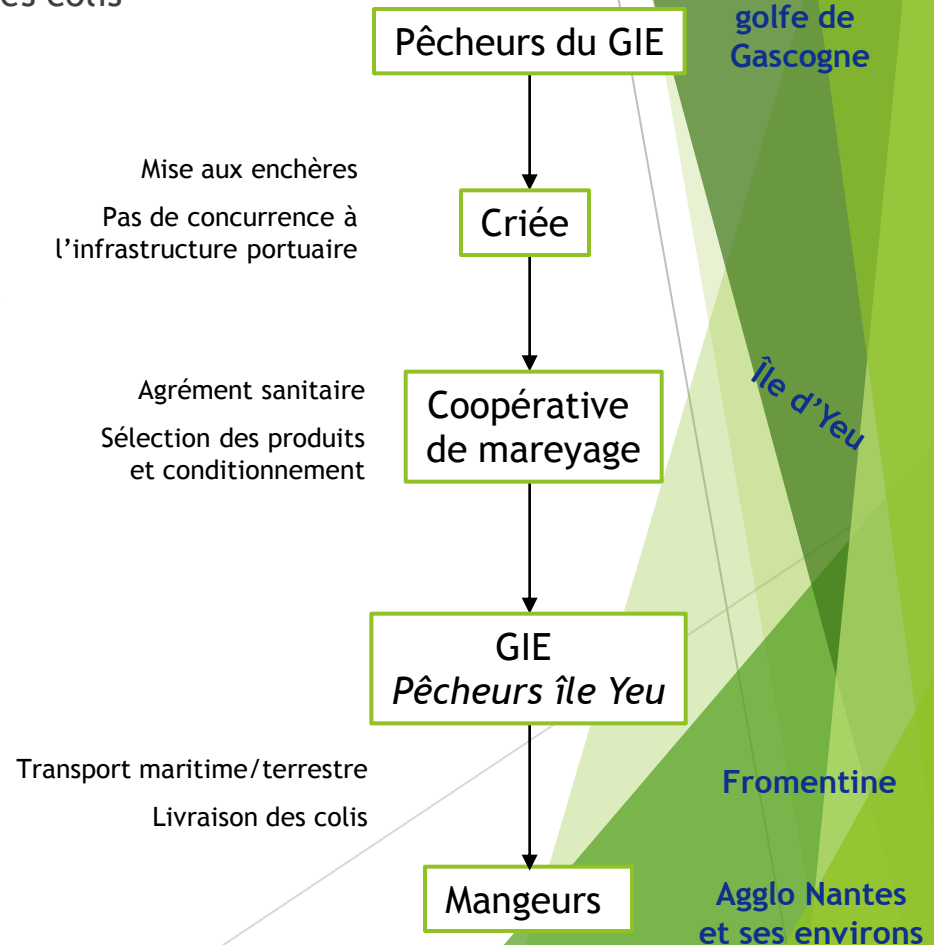 es colis
golfe de
Gascogne
Pêcheurs du GIE
Mise aux enchères
Pas de concurrence à
l'infrastructure portuaire
Criée
Île d'Yeu
Agrément sanitaire
Sélection des produits
et conditionnement
Coopérative
de mareyage
GIE
Pêcheurs île Yeu
Transport maritime/terrestre
Livraison des colis
Fromentine
Mangeurs
Agglo Nantes
et ses environs